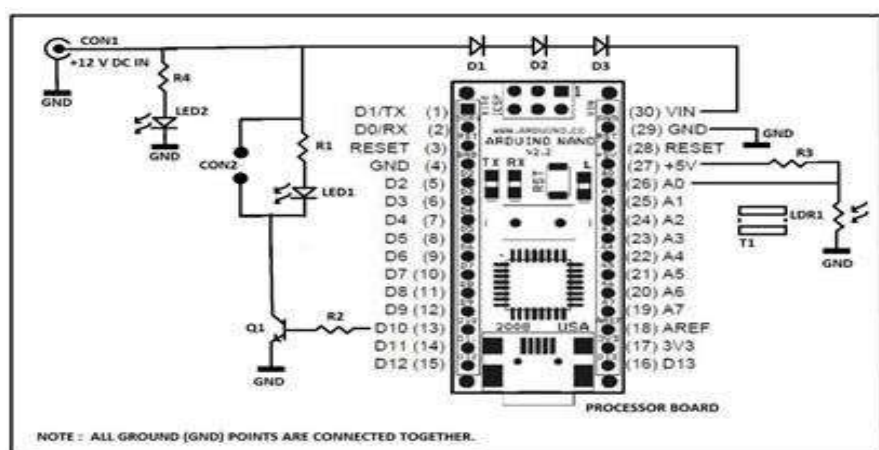 CON1
+12 V DC IN
GND
R4
LED2
GND
CON2
R1
LED1
Q1
R2
GND
D1
D2
D3
D1/TX (1)
D0/RX (2)
RESET (3)
GND (4)
D2 (5)
D3 (6)
D4 (7)
D5 (8)
D6 (9)
D7 (10)
D8 (11)
D9 (12)
D10 (13)
D11 (14)
D12 (15)
ICSP
1
WWW.ARDUINO.CC
ARDUINO NANO
TX RX
RST
L
2008 USA
(30) VIN
(29) GND
(28) RESET
(27) +5V
(26) A0
(25) A1
(24) A2
(23) A3
(22) A4
(21) A5
(20) A6
(19) A7
(18) AREF
(17) 3V3
(16) D13
GND
R3
LDR1
T1
GND
PROCESSOR BOARD
NOTE : ALL GROUND (GND) POINTS ARE CONNECTED TOGETHER.